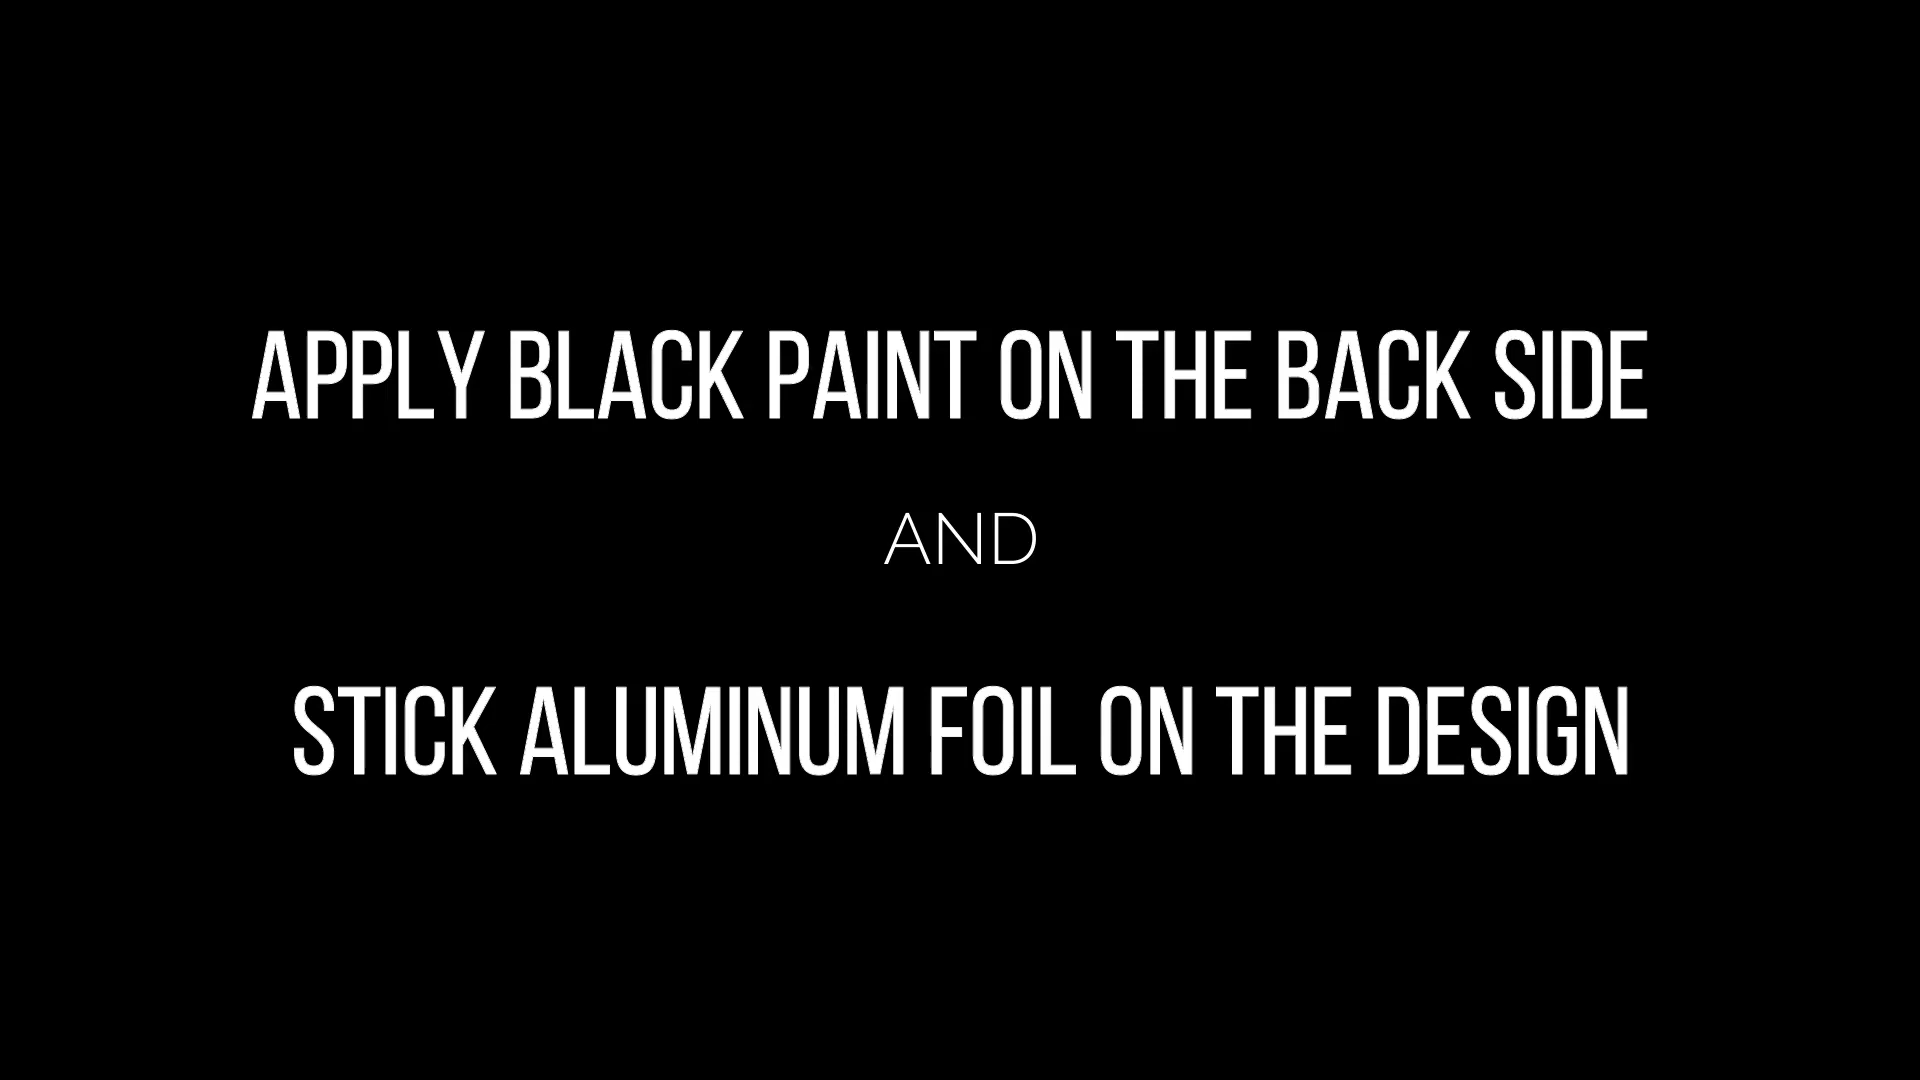 APPLY BLACK PAINT ON THE BACK SIDE
AND
STICK ALUMINUM FOIL ON THE DESIGN